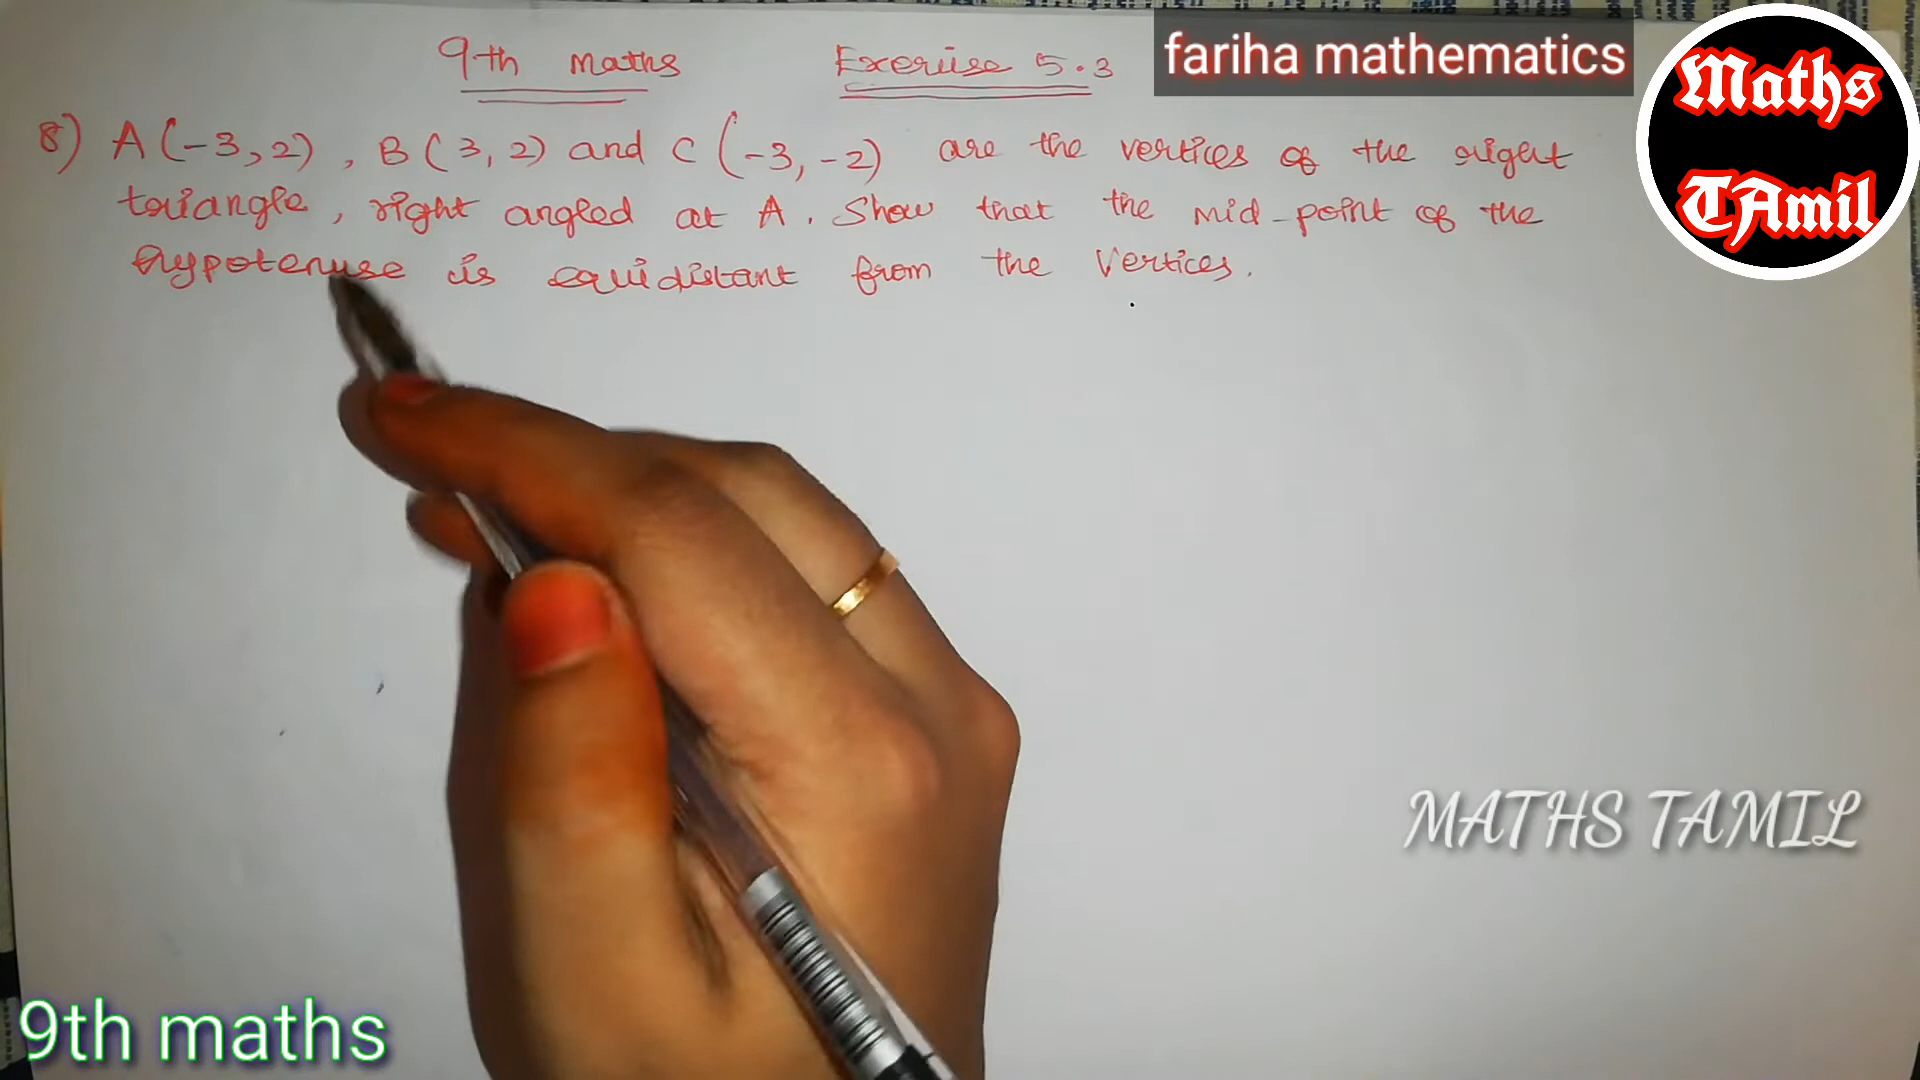 9th Maths Exercise 5.3
fariha mathematics
Maths
TAmil
8) A(-3,2), B(3,2) and C(-3,-2) are the vertices of the right
triangle, right angled at A. Show that the mid-point of the
hypotenuse is equidistant from the vertices.
MATHS TAMIL
9th maths